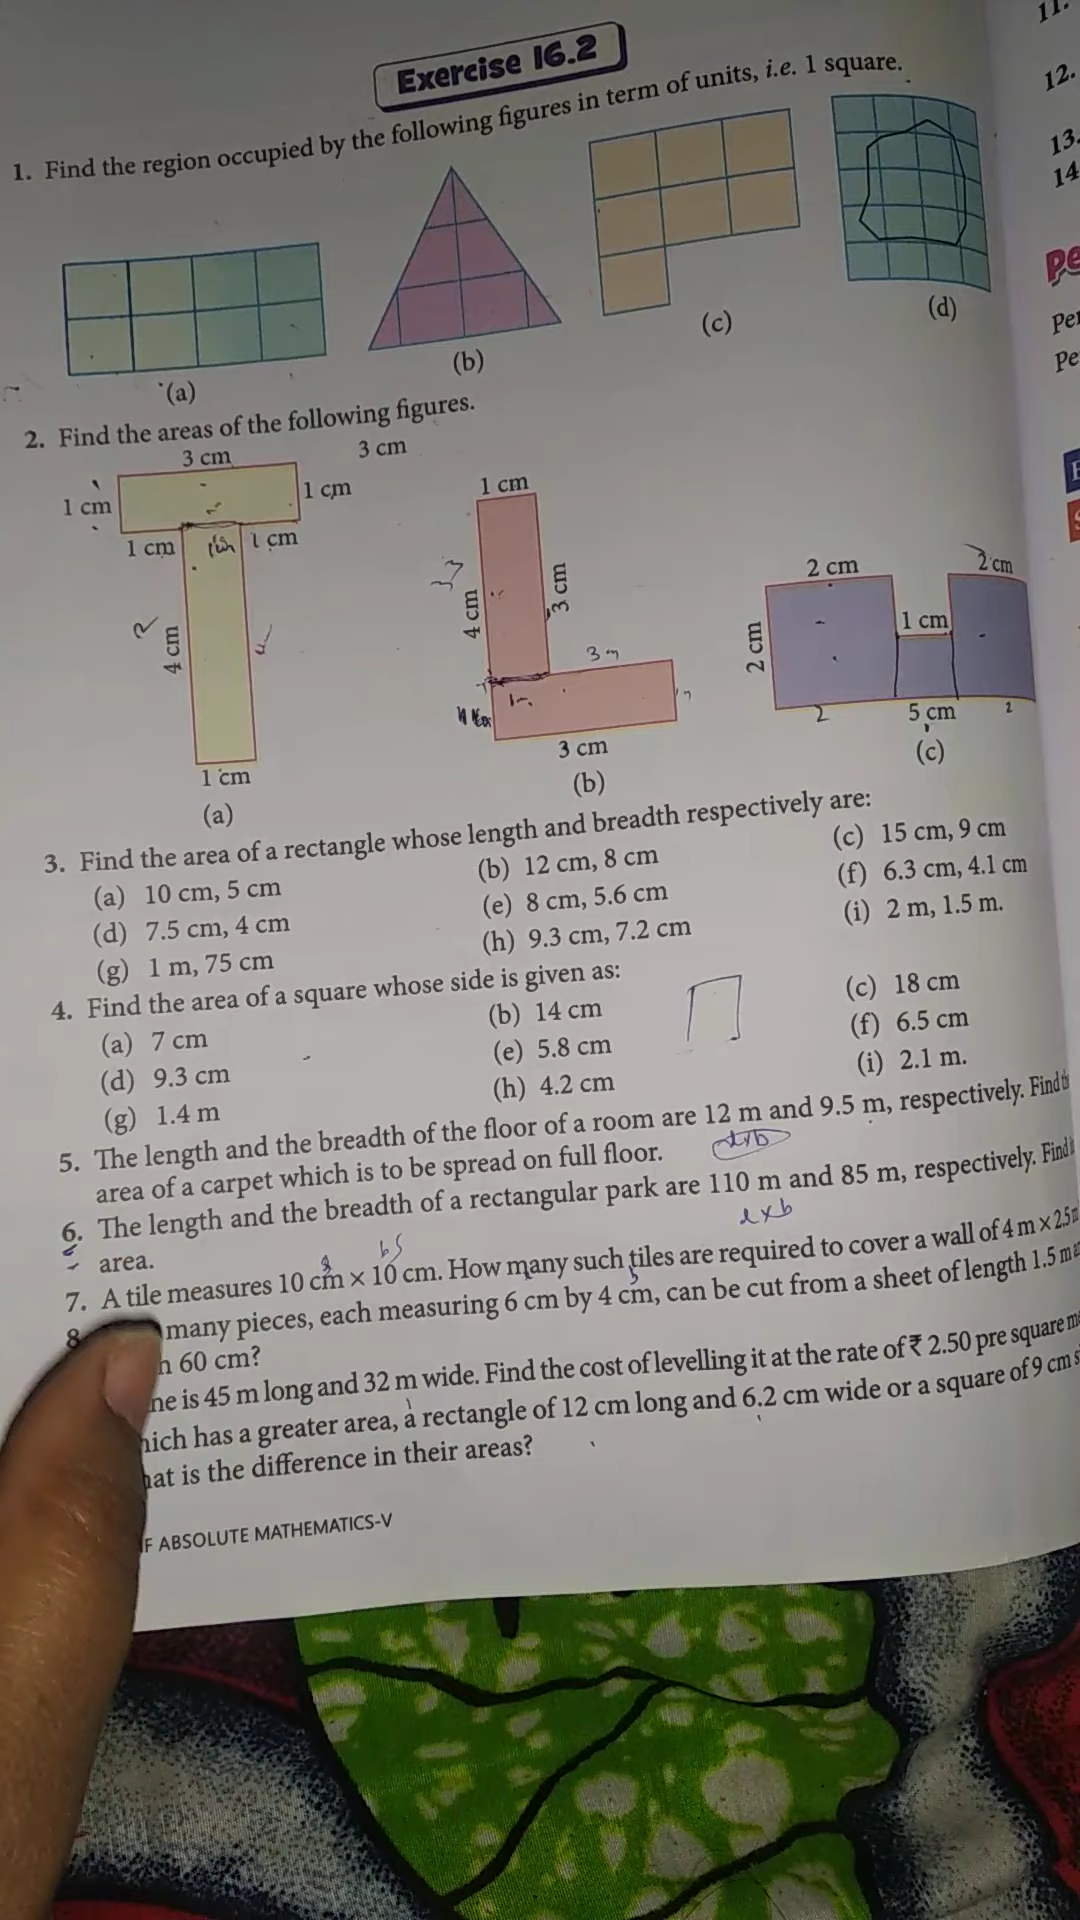 11.
Exercise 16.2
12.
1. Find the region occupied by the following figures in term of units, i.e. 1 square.
13.
14
Pe
Per
Pe
(a)
(b)
(c)
(d)
2. Find the areas of the following figures.
3 cm
3 cm
1 cm
1 cm
1 cm
1 cm
4 cm
1 cm
(a)
1 cm
4 cm
3 cm
3
3 cm
(b)
2 cm
2 cm
2 cm
1 cm
2
5 cm
2
(c)
3. Find the area of a rectangle whose length and breadth respectively are:
(a) 10 cm, 5 cm
(b) 12 cm, 8 cm
(c) 15 cm, 9 cm
(d) 7.5 cm, 4 cm
(e) 8 cm, 5.6 cm
(f) 6.3 cm, 4.1 cm
(g) 1 m, 75 cm
(h) 9.3 cm, 7.2 cm
(i) 2 m, 1.5 m.
4. Find the area of a square whose side is given as:
(a) 7 cm
(b) 14 cm
(c) 18 cm
(d) 9.3 cm
(e) 5.8 cm
(f) 6.5 cm
(g) 1.4 m
(h) 4.2 cm
(i) 2.1 m.
5. The length and the breadth of the floor of a room are 12 m and 9.5 m, respectively. Find
area of a carpet which is to be spread on full floor.
lxb
6. The length and the breadth of a rectangular park are 110 m and 85 m, respectively. Find
area.
lxb
7. A tile measures 10 cm × 10 cm. How many such tiles are required to cover a wall of 4 m × 2.5
8 many pieces, each measuring 6 cm by 4 cm, can be cut from a sheet of length 1.5 m
60 cm?
is 45 m long and 32 m wide. Find the cost of levelling it at the rate of ₹ 2.50 pre square
has a greater area, a rectangle of 12 cm long and 6.2 cm wide or a square of 9 cm
is the difference in their areas?
F ABSOLUTE MATHEMATICS-V